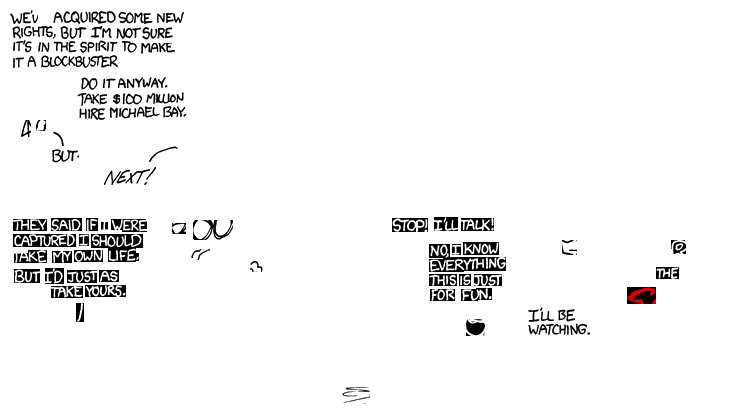 WE'V ACQUIRED SOME NEW
RIGHTS, BUT I'M NOT SURE
IT'S IN THE SPIRIT TO MAKE
IT A BLOCKBUSTER
DO IT ANYWAY.
TAKE $100 MILLION
HIRE MICHAEL BAY.
BUT.
NEXT!
THEY SAID IF I WERE
CAPTURED I SHOULD
TAKE MY OWN LIFE.
BUT I'D JUST AS
TAKE YOURS.
STOP! I'LL TALK!
NO, I KNOW
EVERYTHING
THIS IS JUST
FOR FUN.
THE
I'LL BE
WATCHING.